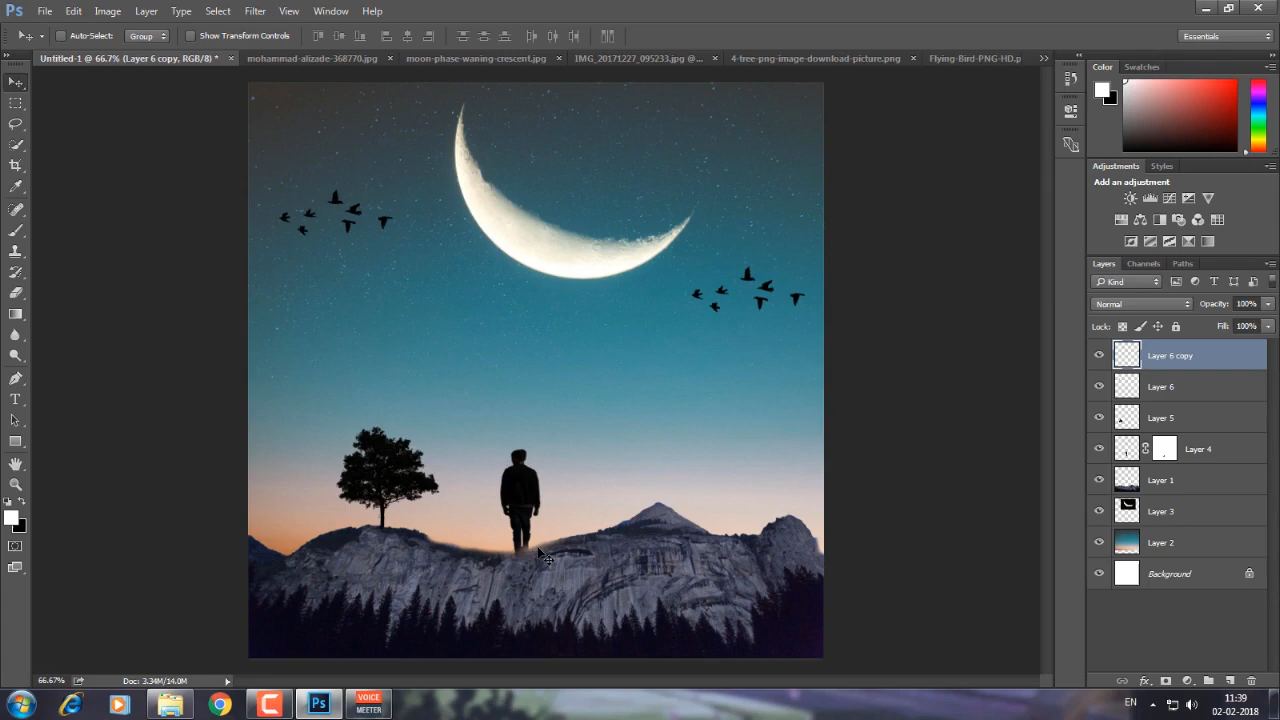 Ps File Edit Image Layer Type Select Filter View Window Help
Auto-Select: Group Show Transform Controls Essentials
Untitled-1 @ 66.7% (Layer 6 copy, RGB/8) * mohammad-alizade-368770.jpg moon-phase-waning-crescent.jpg IMG_20171227_095233.jpg @... 4-tree-png-image-download-picture.png Flying-Bird-PNG-HD.p
Color Swatches
Adjustments Styles
Add an adjustment
Layers Channels Paths
Kind
Normal Opacity: 100%
Lock: Fill: 100%
Layer 6 copy
Layer 6
Layer 5
Layer 4
Layer 1
Layer 3
Layer 2
Background
66.67% Doc: 3.34M/14.0M
Ps VOICE
MEETER
EN 11:39
02-02-2018